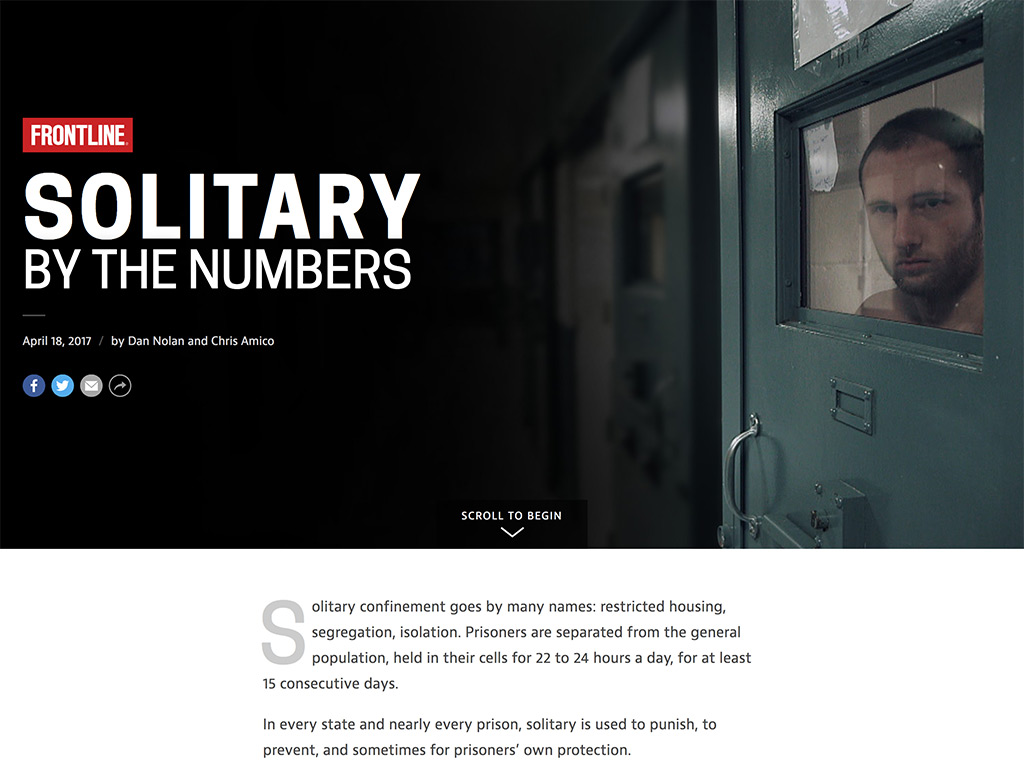 FRONTLINE
SOLITARY
BY THE NUMBERS
April 18, 2017 / by Dan Nolan and Chris Amico
SCROLL TO BEGIN
Solitary confinement goes by many names: restricted housing,
segregation, isolation. Prisoners are separated from the general
population, held in their cells for 22 to 24 hours a day, for at least
15 consecutive days.
In every state and nearly every prison, solitary is used to punish, to
prevent, and sometimes for prisoners’ own protection.